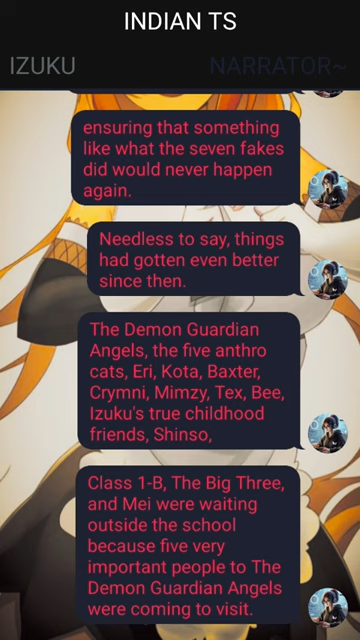 INDIAN TS
IZUKU
NARRATOR~
ensuring that something
like what the seven fakes
did would never happen
again.
Needless to say, things
had gotten even better
since then.
The Demon Guardian
Angels, the five anthro
cats, Eri, Kota, Baxter,
Crymni, Mimzy, Tex, Bee,
Izuku's true childhood
friends, Shinso,
Class 1-B, The Big Three,
and Mei were waiting
outside the school
because five very
important people to The
Demon Guardian Angels
were coming to visit.